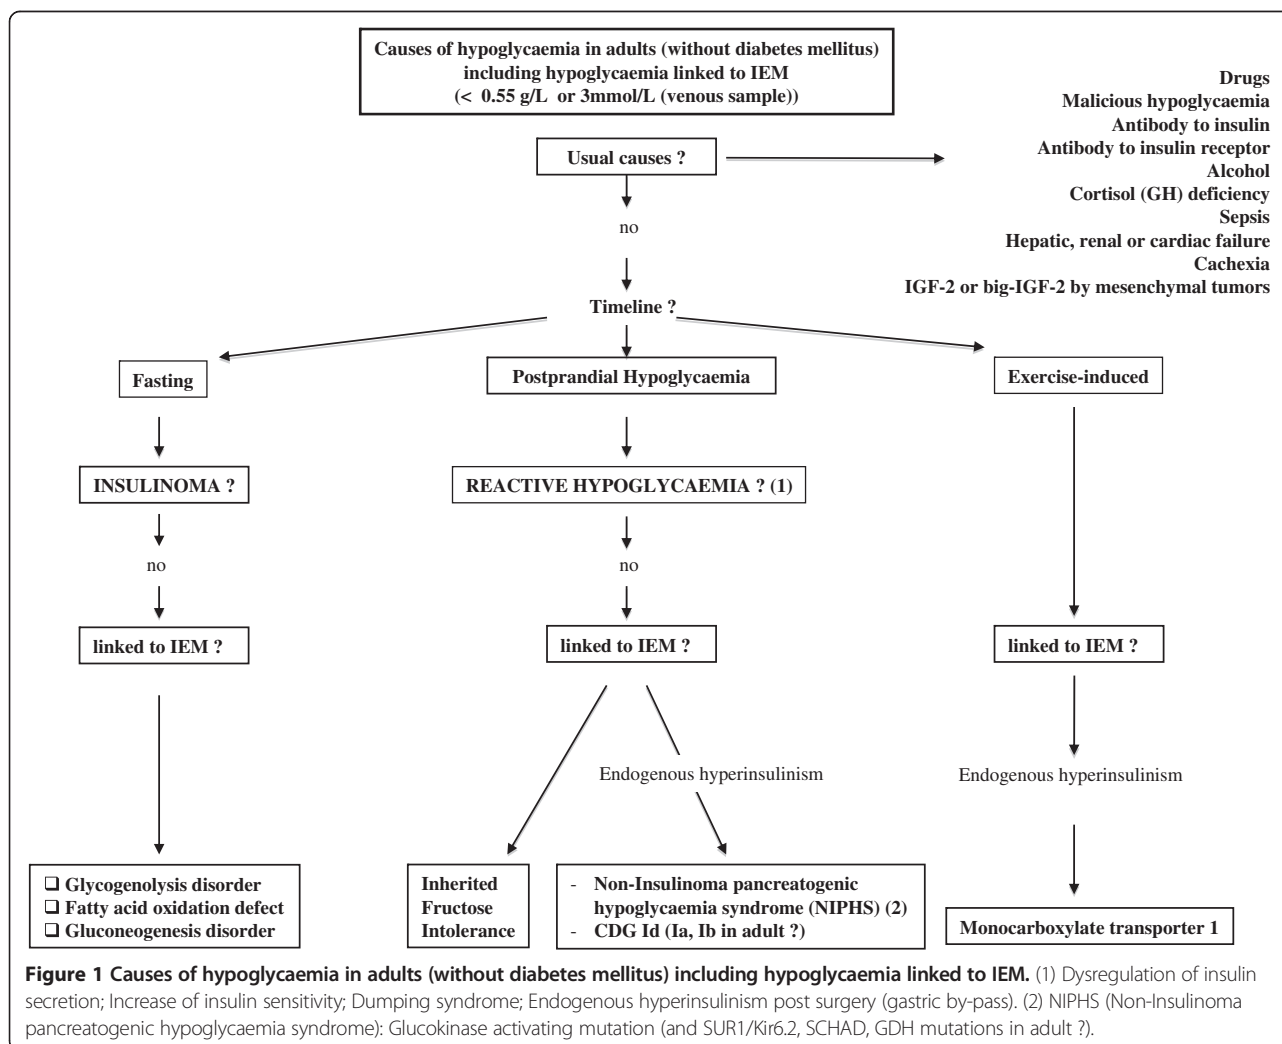 Causes of hypoglycaemia in adults (without diabetes mellitus)
including hypoglycaemia linked to IEM
(< 0.55 g/L or 3mmol/L (venous sample))
Drugs
Malicious hypoglycaemia
Antibody to insulin
Antibody to insulin receptor
Alcohol
Cortisol (GH) deficiency
Sepsis
Hepatic, renal or cardiac failure
Cachexia
IGF-2 or big-IGF-2 by mesenchymal tumors
Usual causes ?
no
Timeline ?
Fasting
Postprandial Hypoglycaemia
Exercise-induced
INSULINOMA ?
REACTIVE HYPOGLYCAEMIA ? (1)
no
no
linked to IEM ?
linked to IEM ?
linked to IEM ?
Endogenous hyperinsulinism
Endogenous hyperinsulinism
❑ Glycogenolysis disorder
❑ Fatty acid oxidation defect
❑ Gluconeogenesis disorder
Inherited
Fructose
Intolerance
- Non-Insulinoma pancreatogenic
hypoglycaemia syndrome (NIPHS) (2)
- CDG Id (Ia, Ib in adult ?)
Monocarboxylate transporter 1
Figure 1 Causes of hypoglycaemia in adults (without diabetes mellitus) including hypoglycaemia linked to IEM. (1) Dysregulation of insulin
secretion; Increase of insulin sensitivity; Dumping syndrome; Endogenous hyperinsulinism post surgery (gastric by-pass). (2) NIPHS (Non-Insulinoma
pancreatogenic hypoglycaemia syndrome): Glucokinase activating mutation (and SUR1/Kir6.2, SCHAD, GDH mutations in adult ?).